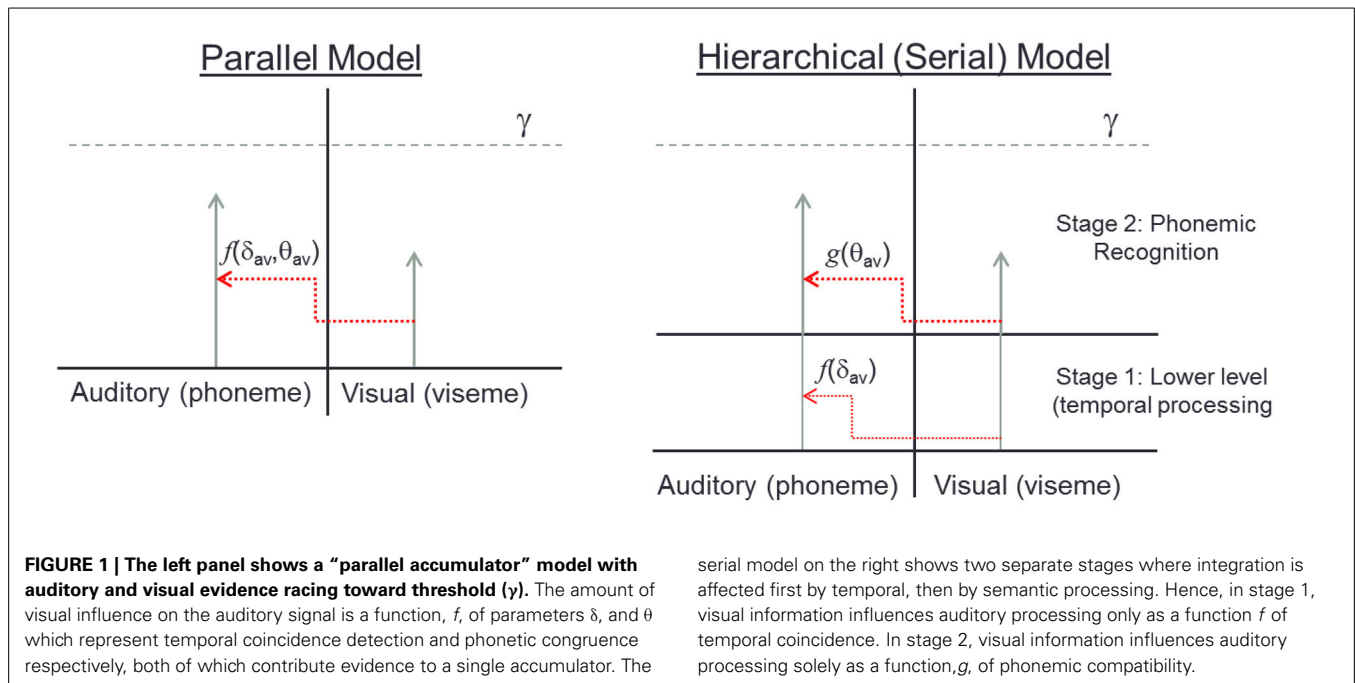 Parallel Model
γ
f(δav,θav)
Auditory (phoneme)
Visual (viseme)
Hierarchical (Serial) Model
γ
g(θav)
Stage 2: Phonemic
Recognition
f(δav)
Stage 1: Lower level
(temporal processing
Auditory (phoneme)
Visual (viseme)
FIGURE 1 | The left panel shows a “parallel accumulator” model with
auditory and visual evidence racing toward threshold (γ). The amount of
visual influence on the auditory signal is a function, f, of parameters δ, and θ
which represent temporal coincidence detection and phonetic congruence
respectively, both of which contribute evidence to a single accumulator. The
serial model on the right shows two separate stages where integration is
affected first by temporal, then by semantic processing. Hence, in stage 1,
visual information influences auditory processing only as a function f of
temporal coincidence. In stage 2, visual information influences auditory
processing solely as a function,g, of phonemic compatibility.